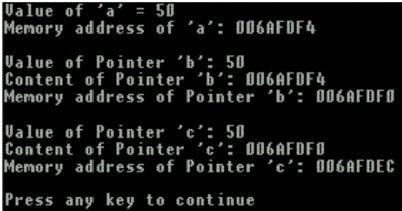 Value of 'a' = 50
Memory address of 'a': 006AFDF4
Value of Pointer 'b': 50
Content of Pointer 'b': 006AFDF4
Memory address of Pointer 'b': 006AFDF0
Value of Pointer 'c': 50
Content of Pointer 'c': 006AFDF0
Memory address of Pointer 'c': 006AFDEC
Press any key to continue